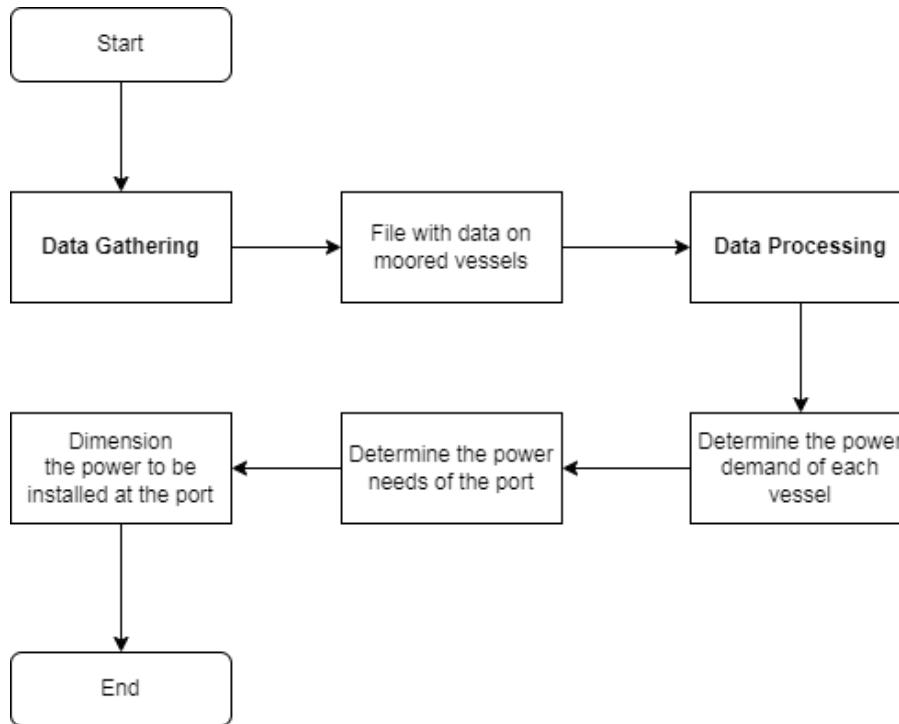 Start
Data Gathering
File with data on
moored vessels
Data Processing
Determine the power
demand of each
vessel
Determine the power
needs of the port
Dimension
the power to be
installed at the port
End